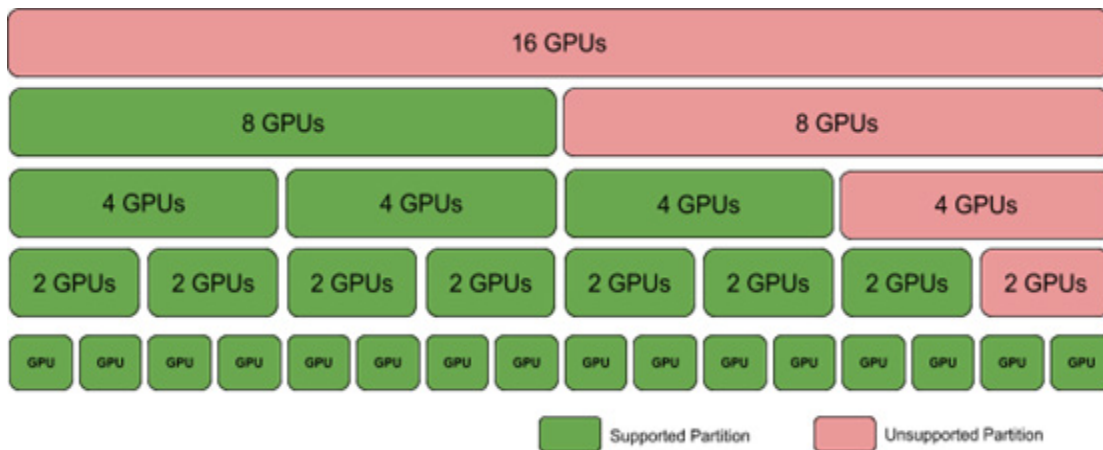 16 GPUs
8 GPUs 8 GPUs
4 GPUs 4 GPUs 4 GPUs 4 GPUs
2 GPUs 2 GPUs 2 GPUs 2 GPUs 2 GPUs 2 GPUs 2 GPUs 2 GPUs
GPU GPU GPU GPU GPU GPU GPU GPU GPU GPU GPU GPU GPU GPU GPU GPU
Supported Partition Unsupported Partition